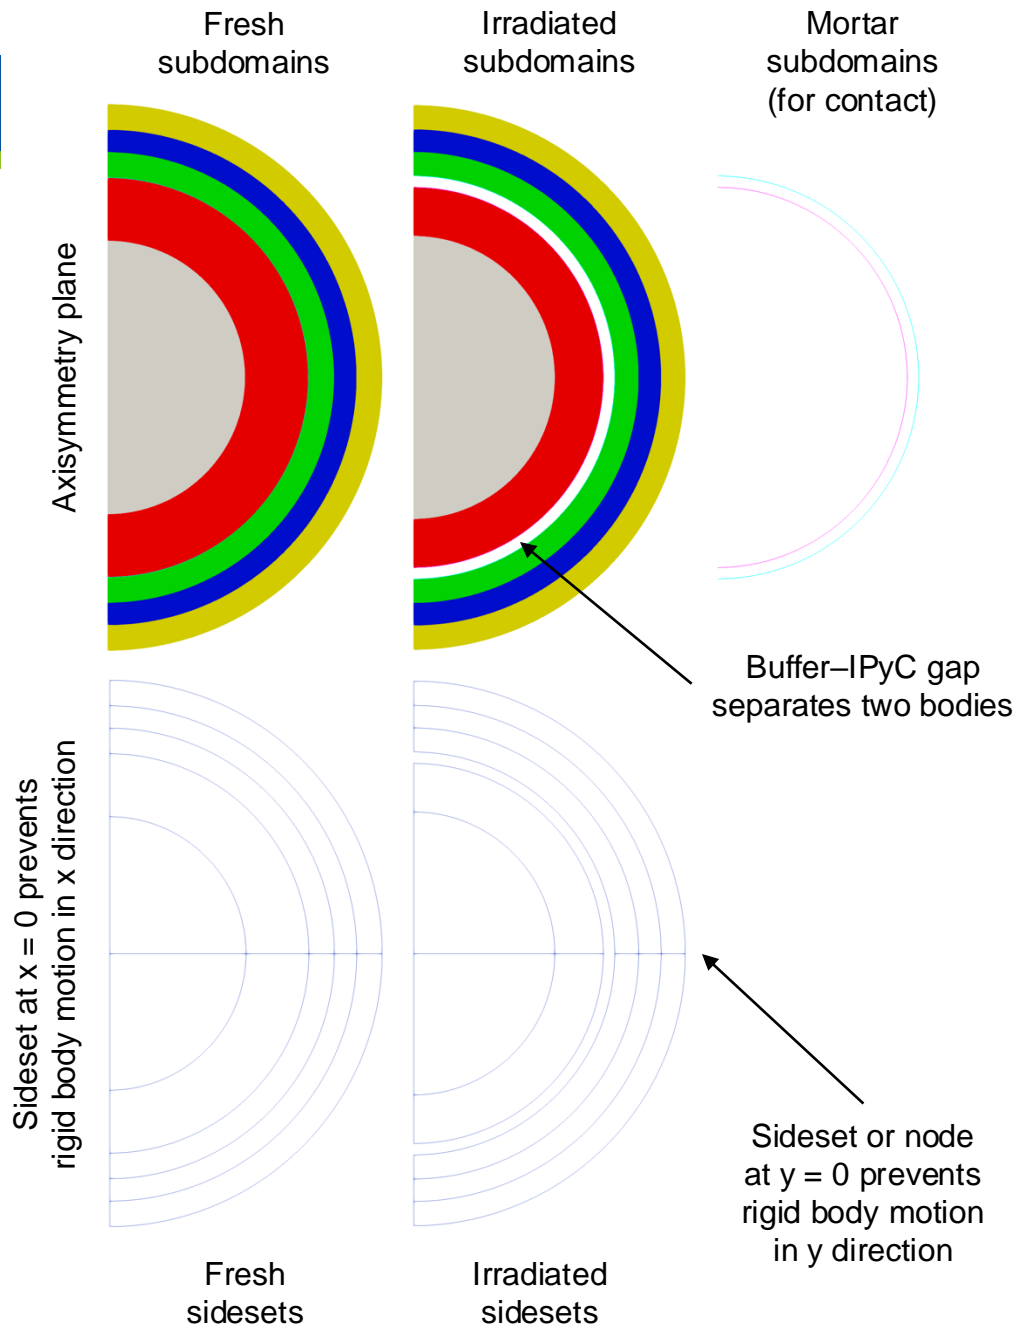 Fresh
subdomains
Irradiated
subdomains
Mortar
subdomains
(for contact)
Axisymmetry plane
Buffer–IPyC gap
separates two bodies
Sideset at x = 0 prevents
rigid body motion in x direction
Sideset or node
at y = 0 prevents
rigid body motion
in y direction
Fresh
sidesets
Irradiated
sidesets